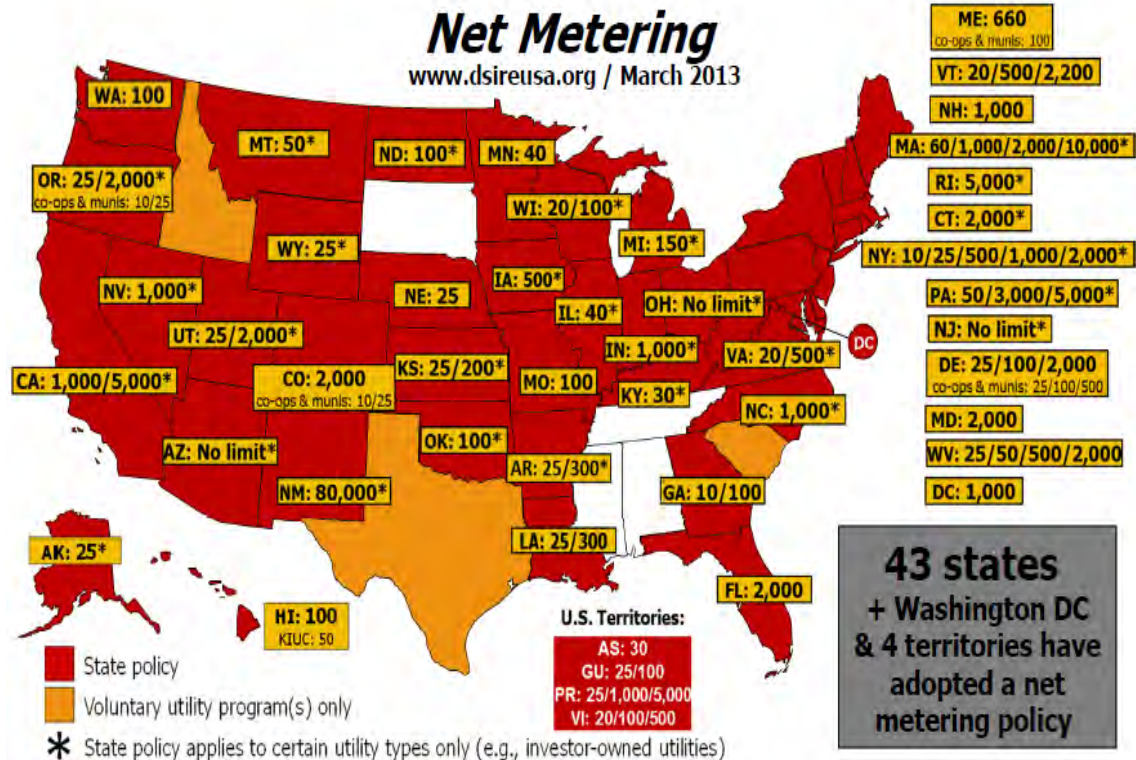 Net Metering
www.dsireusa.org / March 2013
WA: 100
MT: 50*
ND: 100*
MN: 40
OR: 25/2,000*
co-ops & munis: 10/25
WI: 20/100*
WY: 25*
MI: 150*
IA: 500*
NV: 1,000*
NE: 25
OH: No limit*
IL: 40*
UT: 25/2,000*
IN: 1,000*
VA: 20/500*
DC
CA: 1,000/5,000*
CO: 2,000
co-ops & munis: 10/25
KS: 25/200*
MO: 100
KY: 30*
NC: 1,000*
AZ: No limit*
OK: 100*
AR: 25/300*
NM: 80,000*
GA: 10/100
LA: 25/300
AK: 25*
FL: 2,000
HI: 100
KIUC: 50
ME: 660
co-ops & munis: 100
VT: 20/500/2,200
NH: 1,000
MA: 60/1,000/2,000/10,000*
RI: 5,000*
CT: 2,000*
NY: 10/25/500/1,000/2,000*
PA: 50/3,000/5,000*
NJ: No limit*
DE: 25/100/2,000
co-ops & munis: 25/100/500
MD: 2,000
WV: 25/50/500/2,000
DC: 1,000
State policy
Voluntary utility program(s) only
* State policy applies to certain utility types only (e.g., investor-owned utilities)
U.S. Territories:
AS: 30
GU: 25/100
PR: 25/1,000/5,000
VI: 20/100/500
43 states
+ Washington DC
& 4 territories have
adopted a net
metering policy